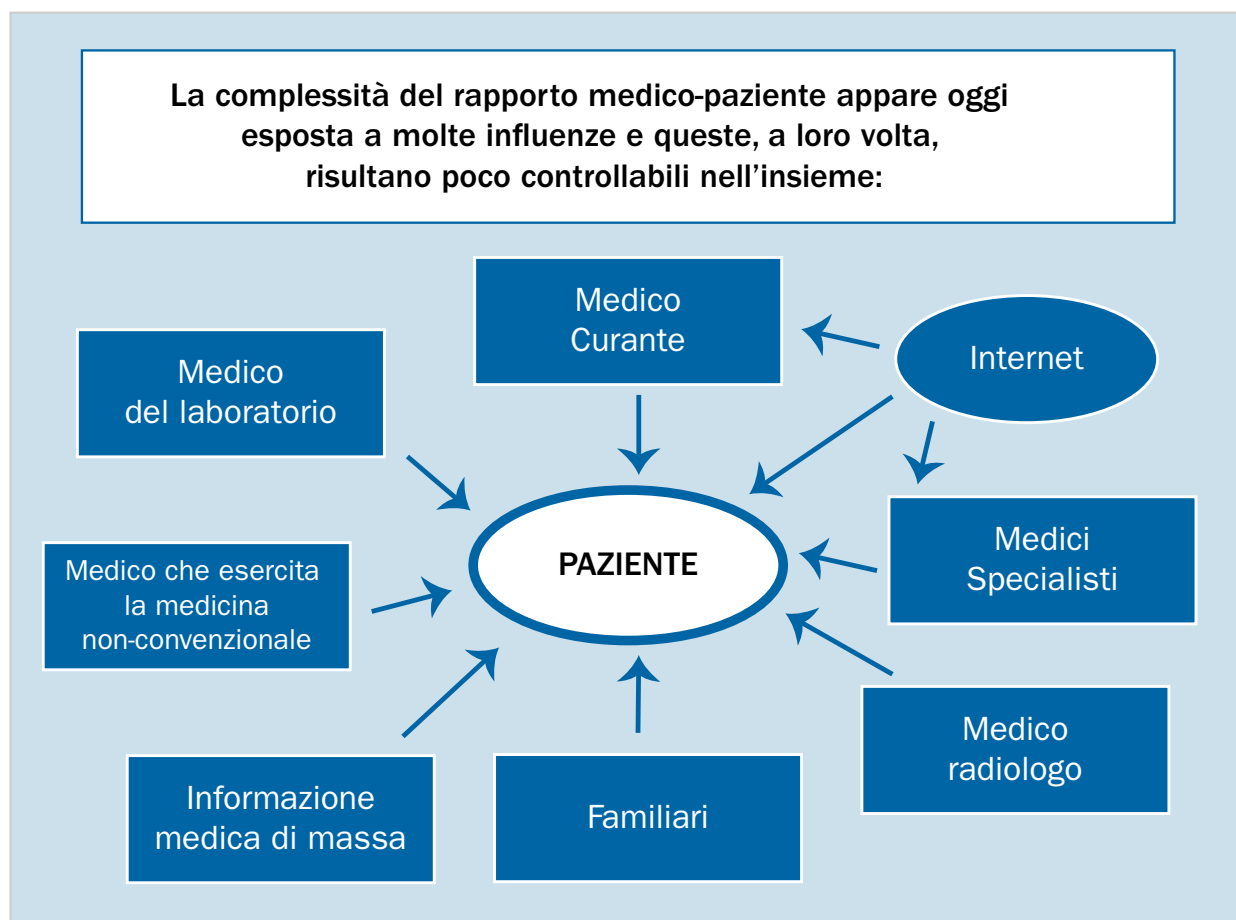 La complessità del rapporto medico-paziente appare oggi
esposta a molte influenze e queste, a loro volta,
risultano poco controllabili nell'insieme:
Medico
Curante
Internet
Medico
del laboratorio
PAZIENTE
Medici
Specialisti
Medico che esercita
la medicina
non-convenzionale
Medico
radiologo
Informazione
medica di massa
Familiari